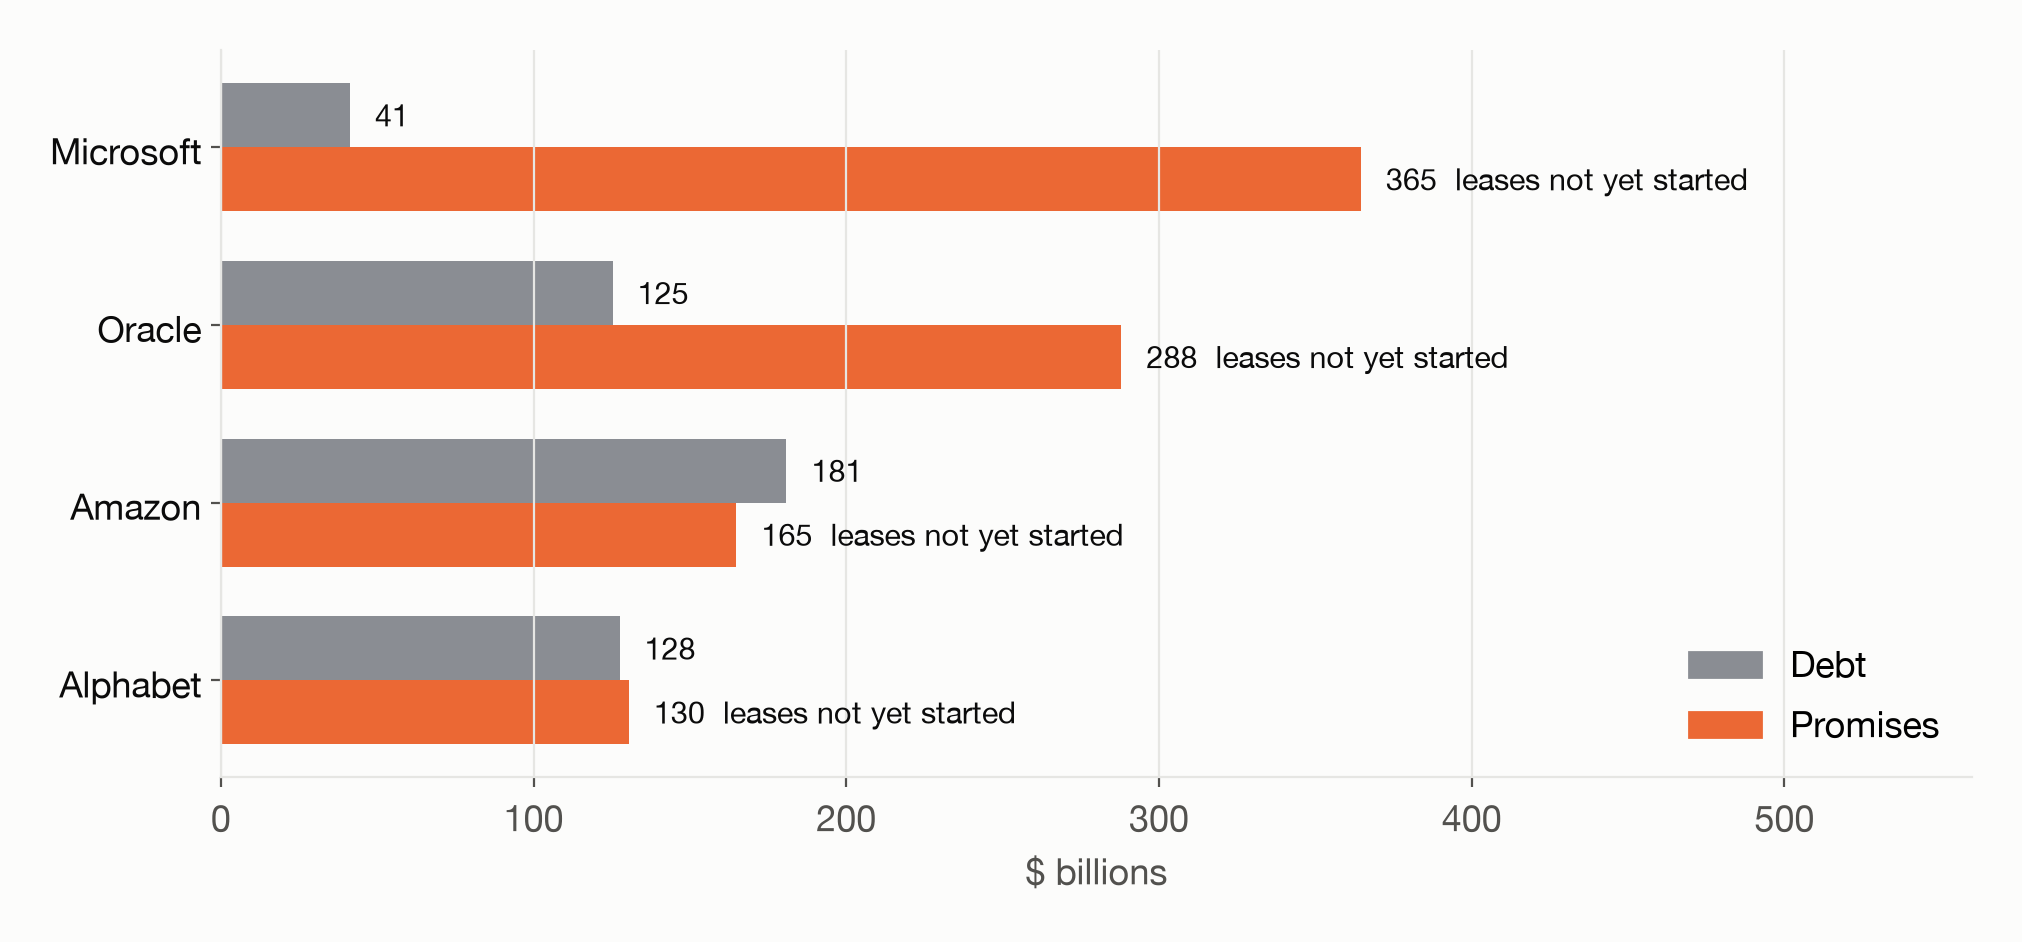 41
Microsoft
365 leases not yet started
125
Oracle
288 leases not yet started
181
Amazon
165 leases not yet started
128
Alphabet
130 leases not yet started
Debt
Promises
0 100 200 300 400 500
$ billions